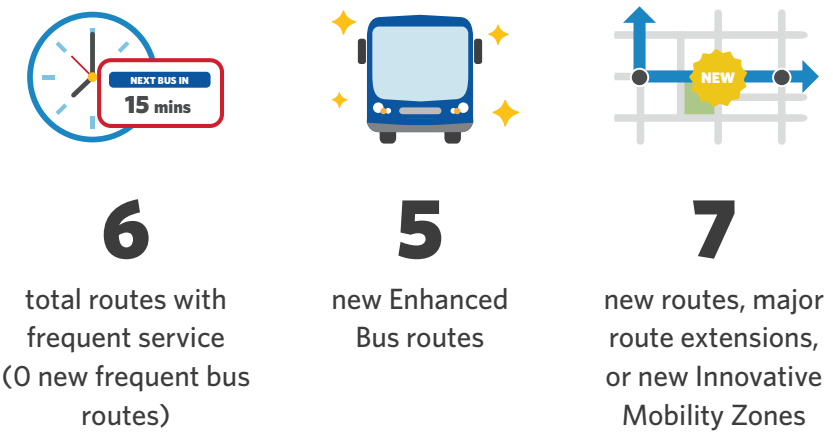 NEXT BUS IN
15 mins
NEW
6
total routes with
frequent service
(0 new frequent bus
routes)
5
new Enhanced
Bus routes
7
new routes, major
route extensions,
or new Innovative
Mobility Zones